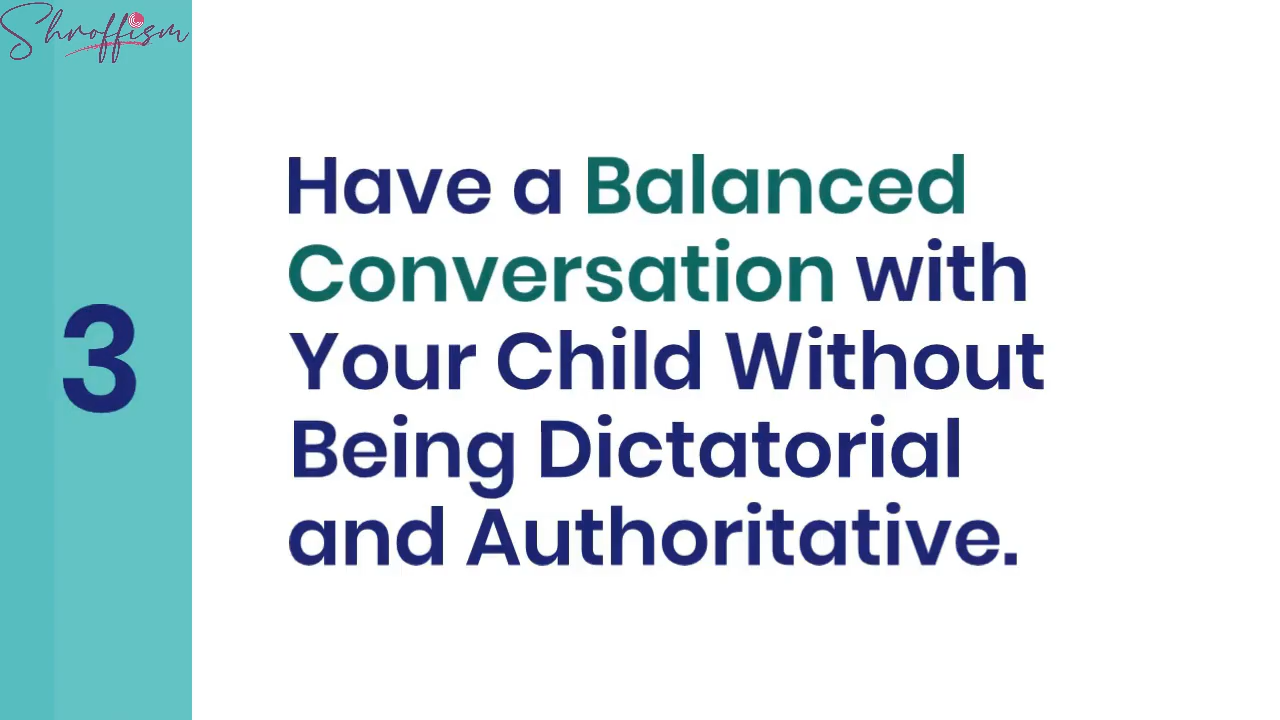 Shroffism
3
Have a Balanced
Conversation with
Your Child Without
Being Dictatorial
and Authoritative.